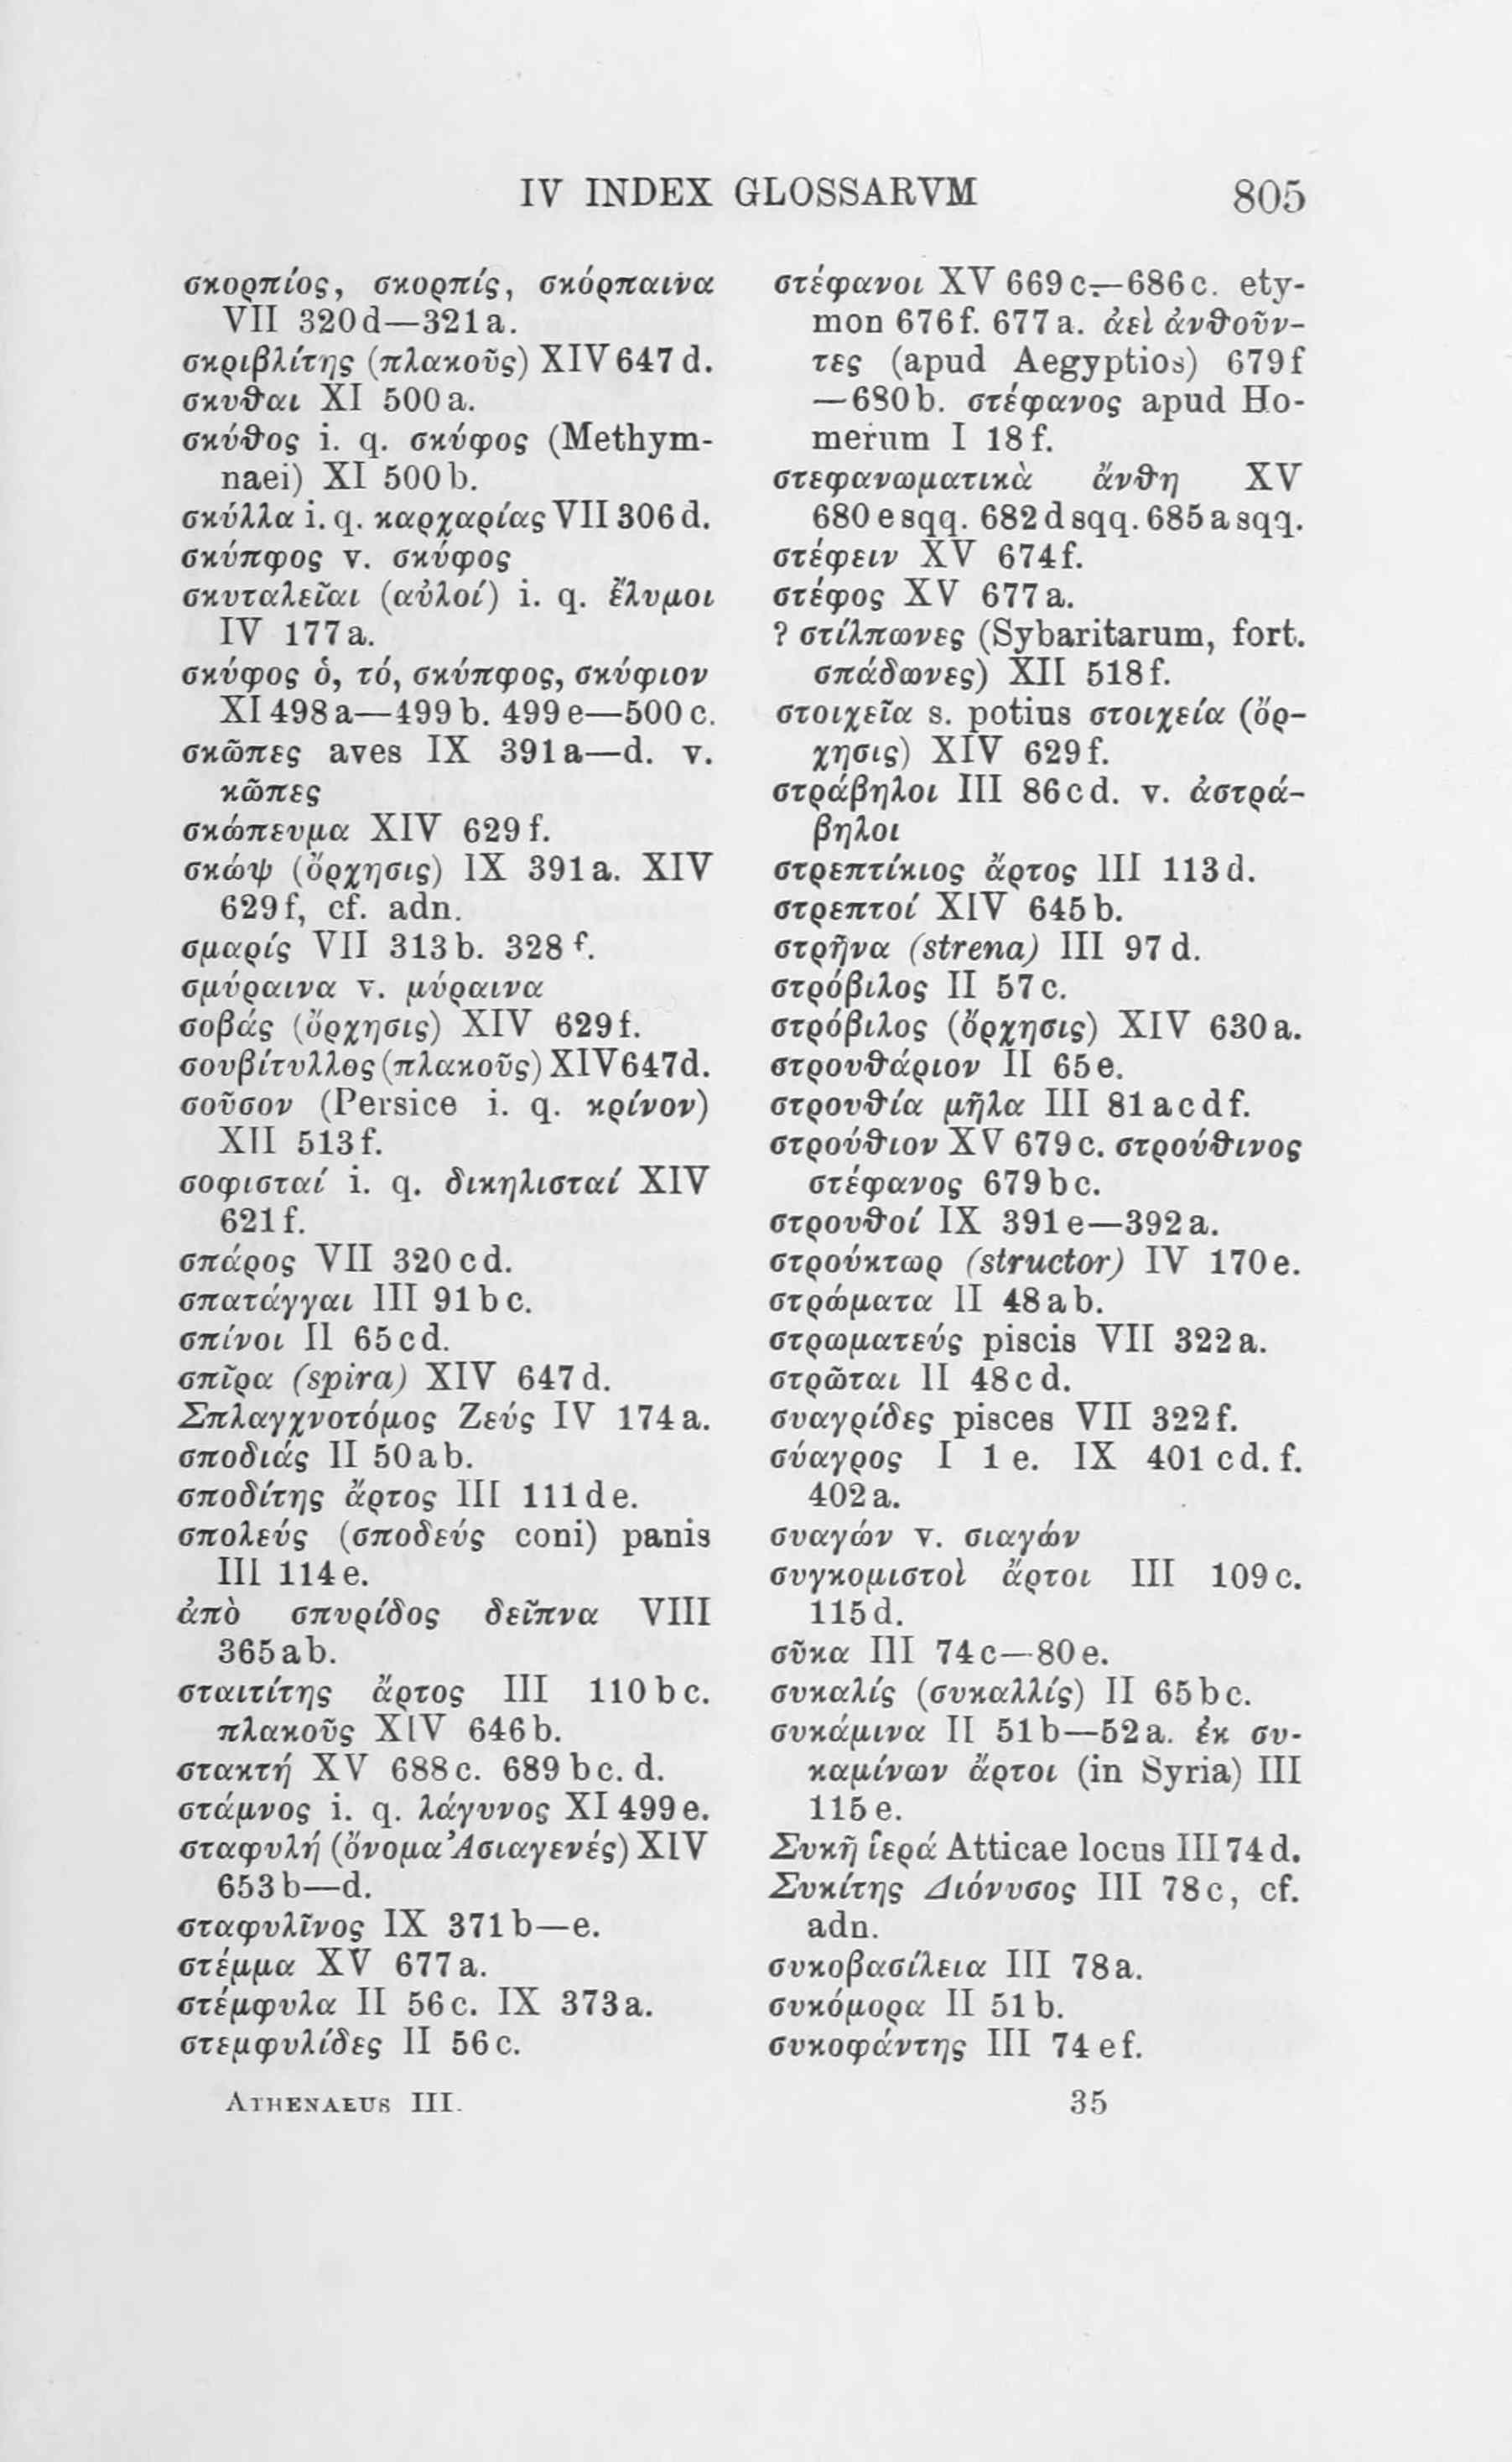 IV INDEX GLOSSARVM 805
σκορπίος, σκορπίς, σκόρπαινα
VII 320d—321a.
σκριβλίτης (πλακοῦς) XIV 647d.
σκυθαι XI 500a.
σκύθος i. q. σκύφος (Methym-
naei) XI 500b.
σκύλλα i. q. καρχαρίας VII 306d.
σκύπφος v. σκύφος
σκυταλεῖαι (αὐλοί) i. q. ἔλυμοι
IV 177a.
σκύφος ὁ, τό, σκύπφος, σκύφιον
XI 498a—499b. 499e—500c.
σκῶπες aves IX 391a—d. v.
κῶπες
σκώπευμα XIV 629f.
σκώψ (ὄρχησις) IX 391a. XIV
629f, cf. adn.
σμαρίς VII 313b. 328f.
σμύραινα v. μύραινα
σοβάς (ὄρχησις) XIV 629f.
σουβίτυλλος (πλακοῦς) XIV 647d.
σοῦσον (Persice i. q. κρίνον)
XII 513f.
σοφισταί i. q. δικηλισταί XIV
621f.
σπάρος VII 320cd.
σπατάγγαι III 91bc.
σπίνοι II 65cd.
σπῖρα (spira) XIV 647d.
Σπλαγχνοτόμος Ζεύς IV 174a.
σποδιάς II 50ab.
σποδίτης ἄρτος III 111de.
σπολεύς (σποδεύς coni) panis
III 114e.
ἀπὸ σπυρίδος δεῖπνα VIII
365ab.
σταιτίτης ἄρτος III 110bc.
πλακοῦς XIV 646b.
στακτή XV 688c. 689bc. d.
στάμνος i. q. λάγυνος XI 499e.
σταφυλή (ὄνομα Ἀσιαγενές) XIV
653b—d.
σταφυλῖνος IX 371b—e.
στέμμα XV 677a.
στέμφυλα II 56c. IX 373a.
στεμφυλίδες II 56c.
στέφανοι XV 669c—686c. ety-
mon 676f. 677a. ἀεὶ ἀνθοῦν-
τες (apud Aegyptios) 679f
—680b. στέφανος apud Ho-
merum I 18f.
στεφανωματικὰ ἄνθη XV
680esqq. 682dsqq. 685asqq.
στέφειν XV 674f.
στέφος XV 677a.
? στίλπωνες (Sybaritarum, fort.
σπάδωνες) XII 518f.
στοιχεῖα s. potius στοιχεία (ὄρ-
χησις) XIV 629f.
στράβηλοι III 86cd. v. ἀστρά-
βηλοι
στρεπτίκιος ἄρτος III 113d.
στρεπτοί XIV 645b.
στρῆνα (strena) III 97d.
στρόβιλος II 57c.
στρόβιλος (ὄρχησις) XIV 630a.
στρουθάριον II 65e.
στρουθία μῆλα III 81acdf.
στρούθιον XV 679c. στρούθινος
στέφανος 679bc.
στρουθοί IX 391e—392a.
στρούκτωρ (structor) IV 170e.
στρώματα II 48ab.
στρωματεύς piscis VII 322a.
στρῶται II 48cd.
συαγρίδες pisces VII 322f.
σύαγρος I 1e. IX 401cd. f.
402a.
συαγών v. σιαγών
συγκομιστοὶ ἄρτοι III 109c.
115d.
σῦκα III 74c—80e.
συκαλίς (συκαλλίς) II 65bc.
συκάμινα II 51b—52a. ἐκ συ-
καμίνων ἄρτοι (in Syria) III
115e.
Συκῆ ἱερά Atticae locus III 74d.
Συκίτης Διόνυσος III 78c, cf.
adn.
συκοβασίλεια III 78a.
συκόμορα II 51b.
συκοφάντης III 74ef.
ATHENAEUS III. 35